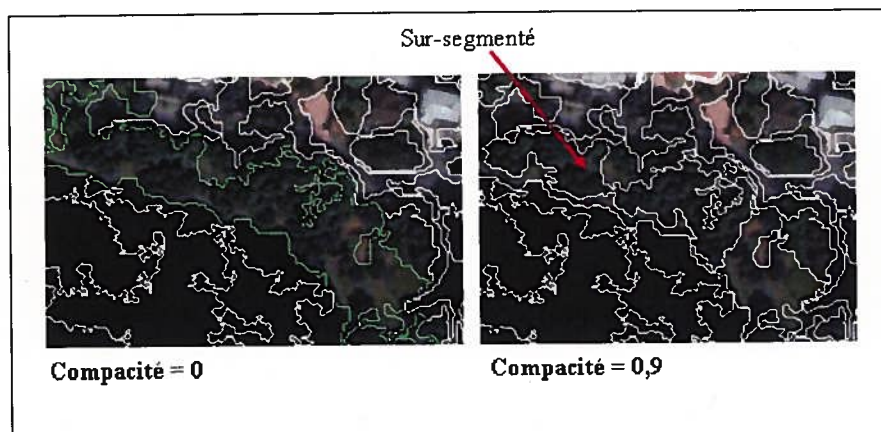 Sur-segmenté
Compacité = 0
Compacité = 0,9